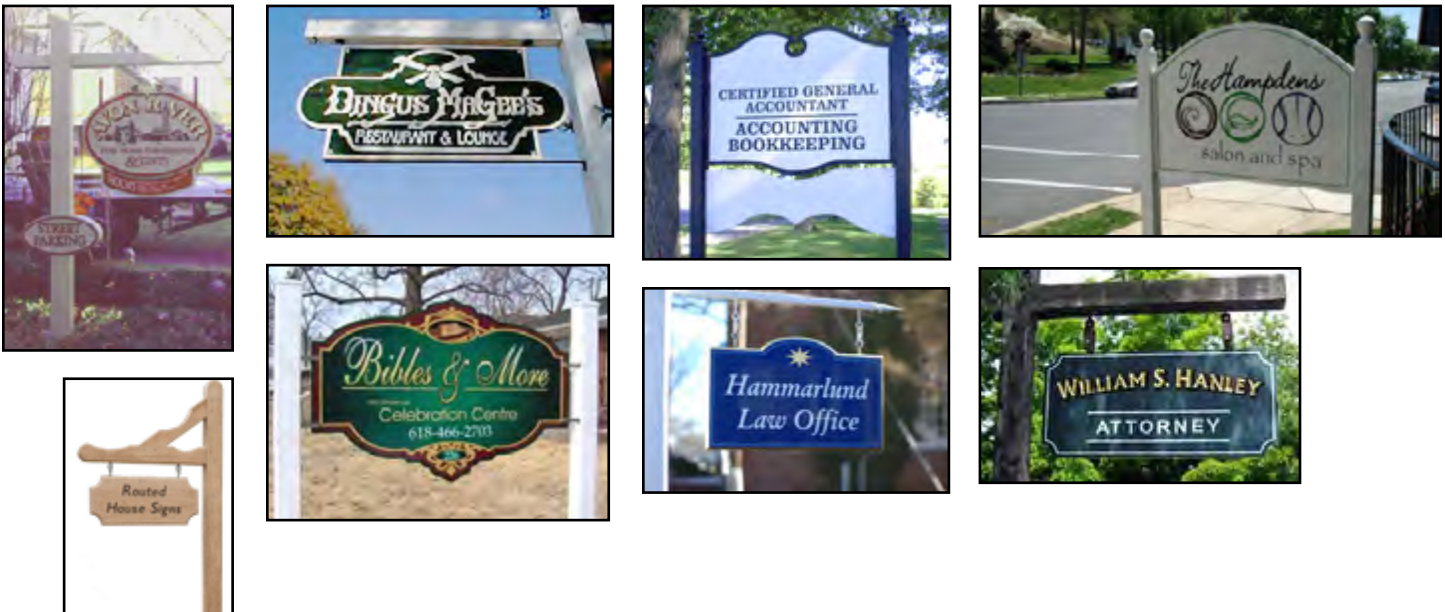 STREET
PARKING
DINGUS MAGEE'S
RESTAURANT & LOUNGE
CERTIFIED GENERAL
ACCOUNTANT
ACCOUNTING
BOOKKEEPING
The Hampdens
salon and spa
Routed
House Signs
Bibles & More
Celebration Centre
618-466-2703
Hammarlund
Law Office
WILLIAM S. HANLEY
ATTORNEY